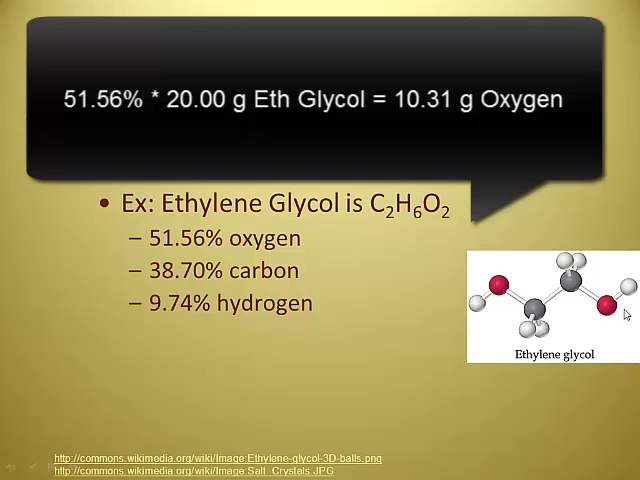 51.56% * 20.00 g Eth Glycol = 10.31 g Oxygen
• Ex: Ethylene Glycol is C₂H₆O₂
– 51.56% oxygen
– 38.70% carbon
– 9.74% hydrogen
Ethylene glycol
http://commons.wikimedia.org/wiki/Image:Ethylene-glycol-3D-balls.png
http://commons.wikimedia.org/wiki/Image:Salt_Crystals.JPG